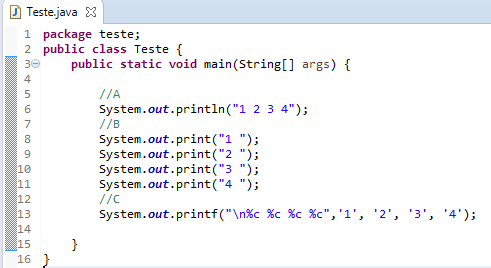 Teste.java
1 package teste;
2 public class Teste {
3 public static void main(String[] args) {
4
5 //A
6 System.out.println("1 2 3 4");
7 //B
8 System.out.print("1 ");
9 System.out.print("2 ");
10 System.out.print("3 ");
11 System.out.print("4 ");
12 //C
13 System.out.printf("\n%c %c %c %c",'1', '2', '3', '4');
14
15 }
16 }